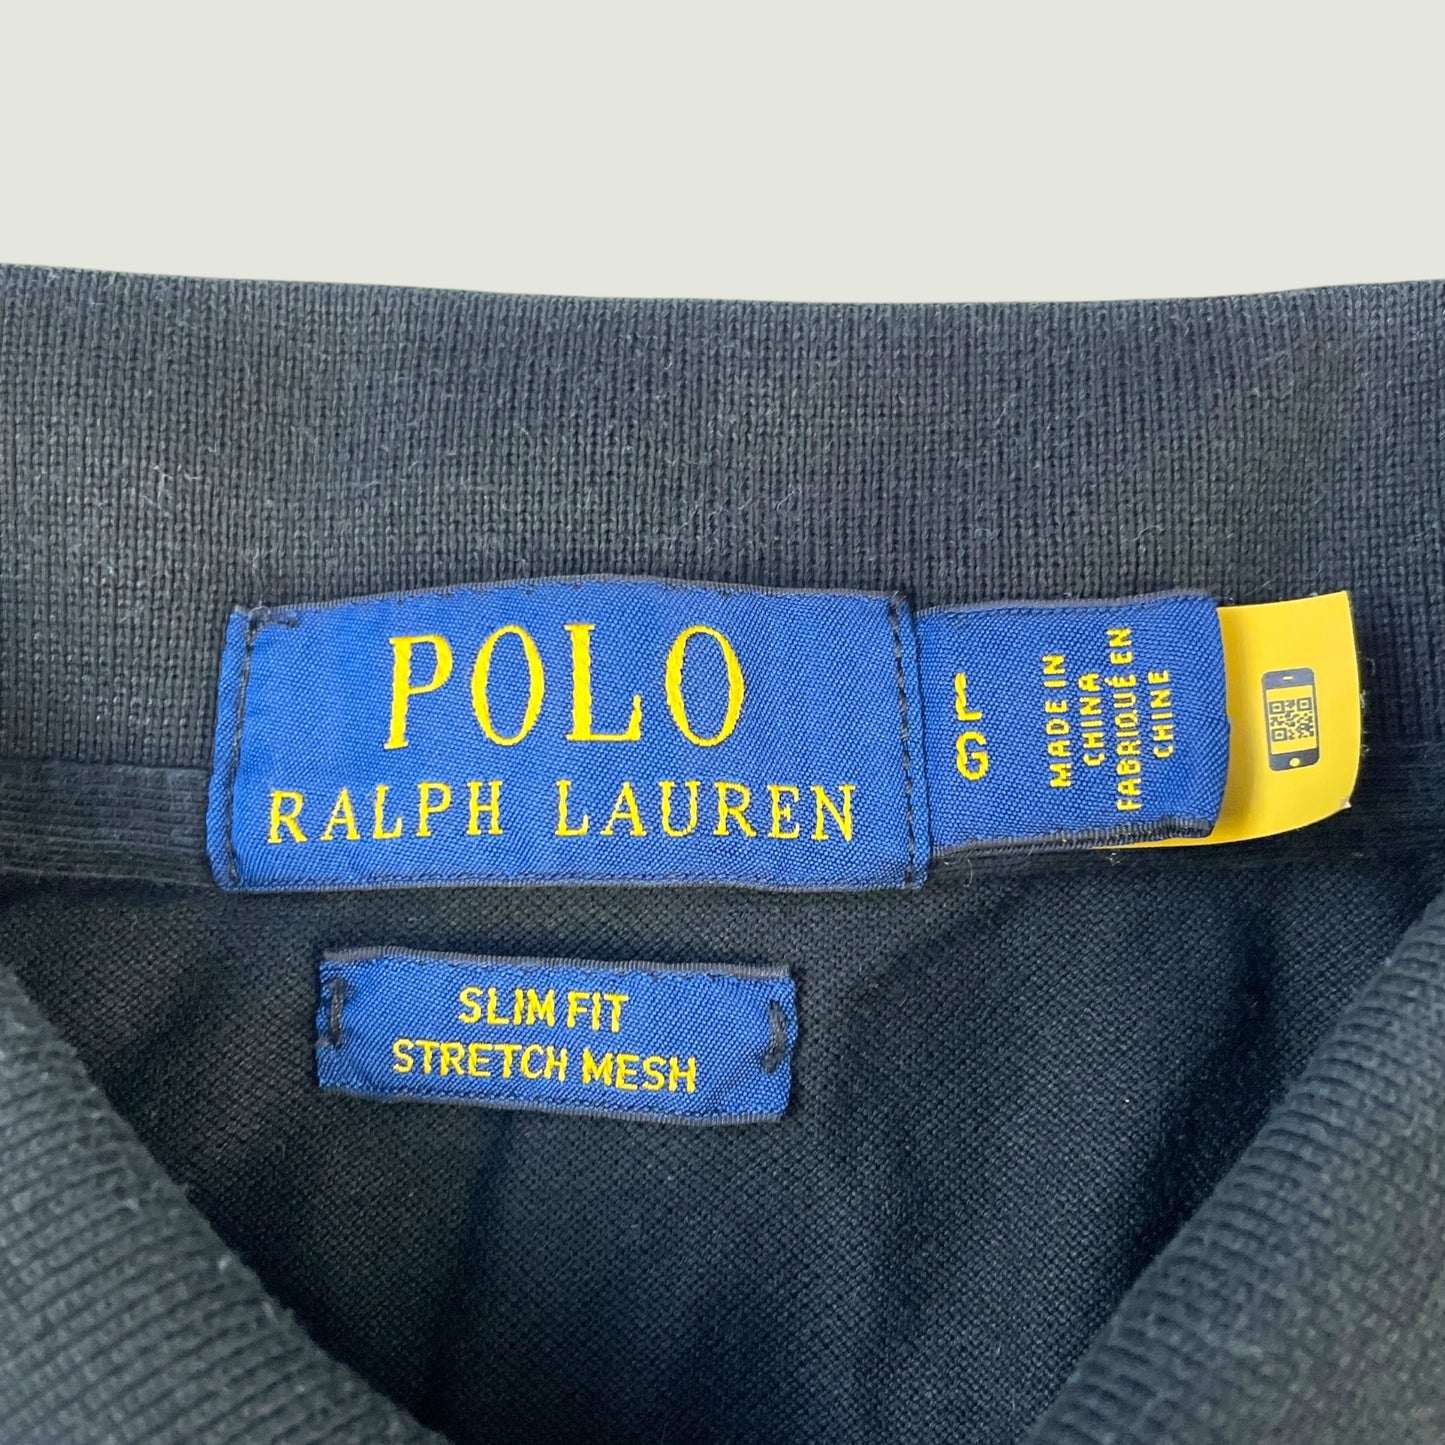 POLO
RALPH LAUREN
L
G
MADE IN
CHINA
FABRIQUÉ EN
CHINE
SLIM FIT
STRETCH MESH